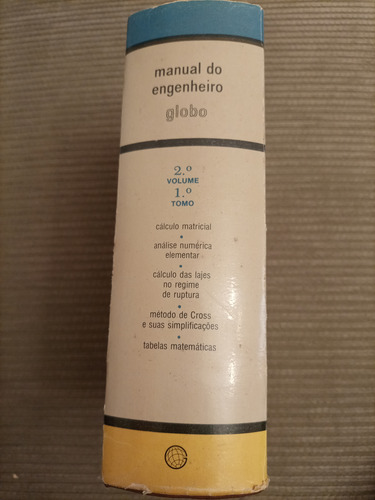 manual do
engenheiro
globo
2.º
VOLUME
1.º
TOMO
cálculo matricial
•
análise numérica
elementar
•
cálculo das lajes
no regime
de ruptura
•
método de Cross
e suas simplificações
•
tabelas matemáticas